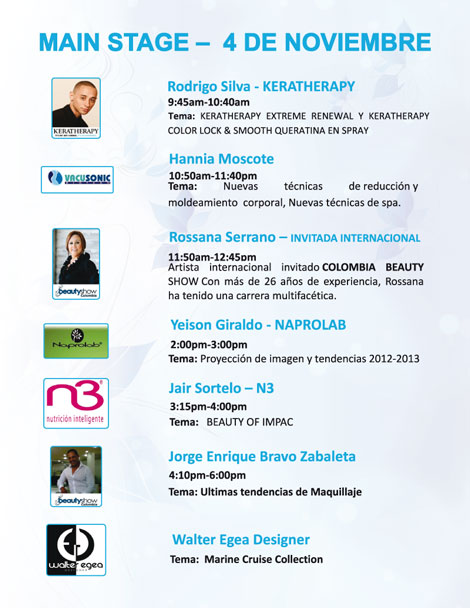 MAIN STAGE – 4 DE NOVIEMBRE
KERATHERAPY
Rodrigo Silva - KERATHERAPY
9:45am-10:40am
Tema: KERATHERAPY EXTREME RENEWAL Y KERATHERAPY
COLOR LOCK & SMOOTH QUERATINA EN SPRAY
VACUSONIC
Hannia Moscote
10:50am-11:40pm
Tema: Nuevas técnicas de reducción y
moldeamiento corporal, Nuevas técnicas de spa.
beautyshow
Colombia
Rossana Serrano – INVITADA INTERNACIONAL
11:50am-12:45pm
Artista internacional invitado COLOMBIA BEAUTY
SHOW Con más de 26 años de experiencia, Rossana
ha tenido una carrera multifacética.
Naprolab
Yeison Giraldo - NAPROLAB
2:00pm-3:00pm
Tema: Proyección de imagen y tendencias 2012-2013
n3
nutrición inteligente
Jair Sortelo – N3
3:15pm-4:00pm
Tema: BEAUTY OF IMPAC
beautyshow
Colombia
Jorge Enrique Bravo Zabaleta
4:10pm-6:00pm
Tema: Ultimas tendencias de Maquillaje
walter egea
Walter Egea Designer
Tema: Marine Cruise Collection